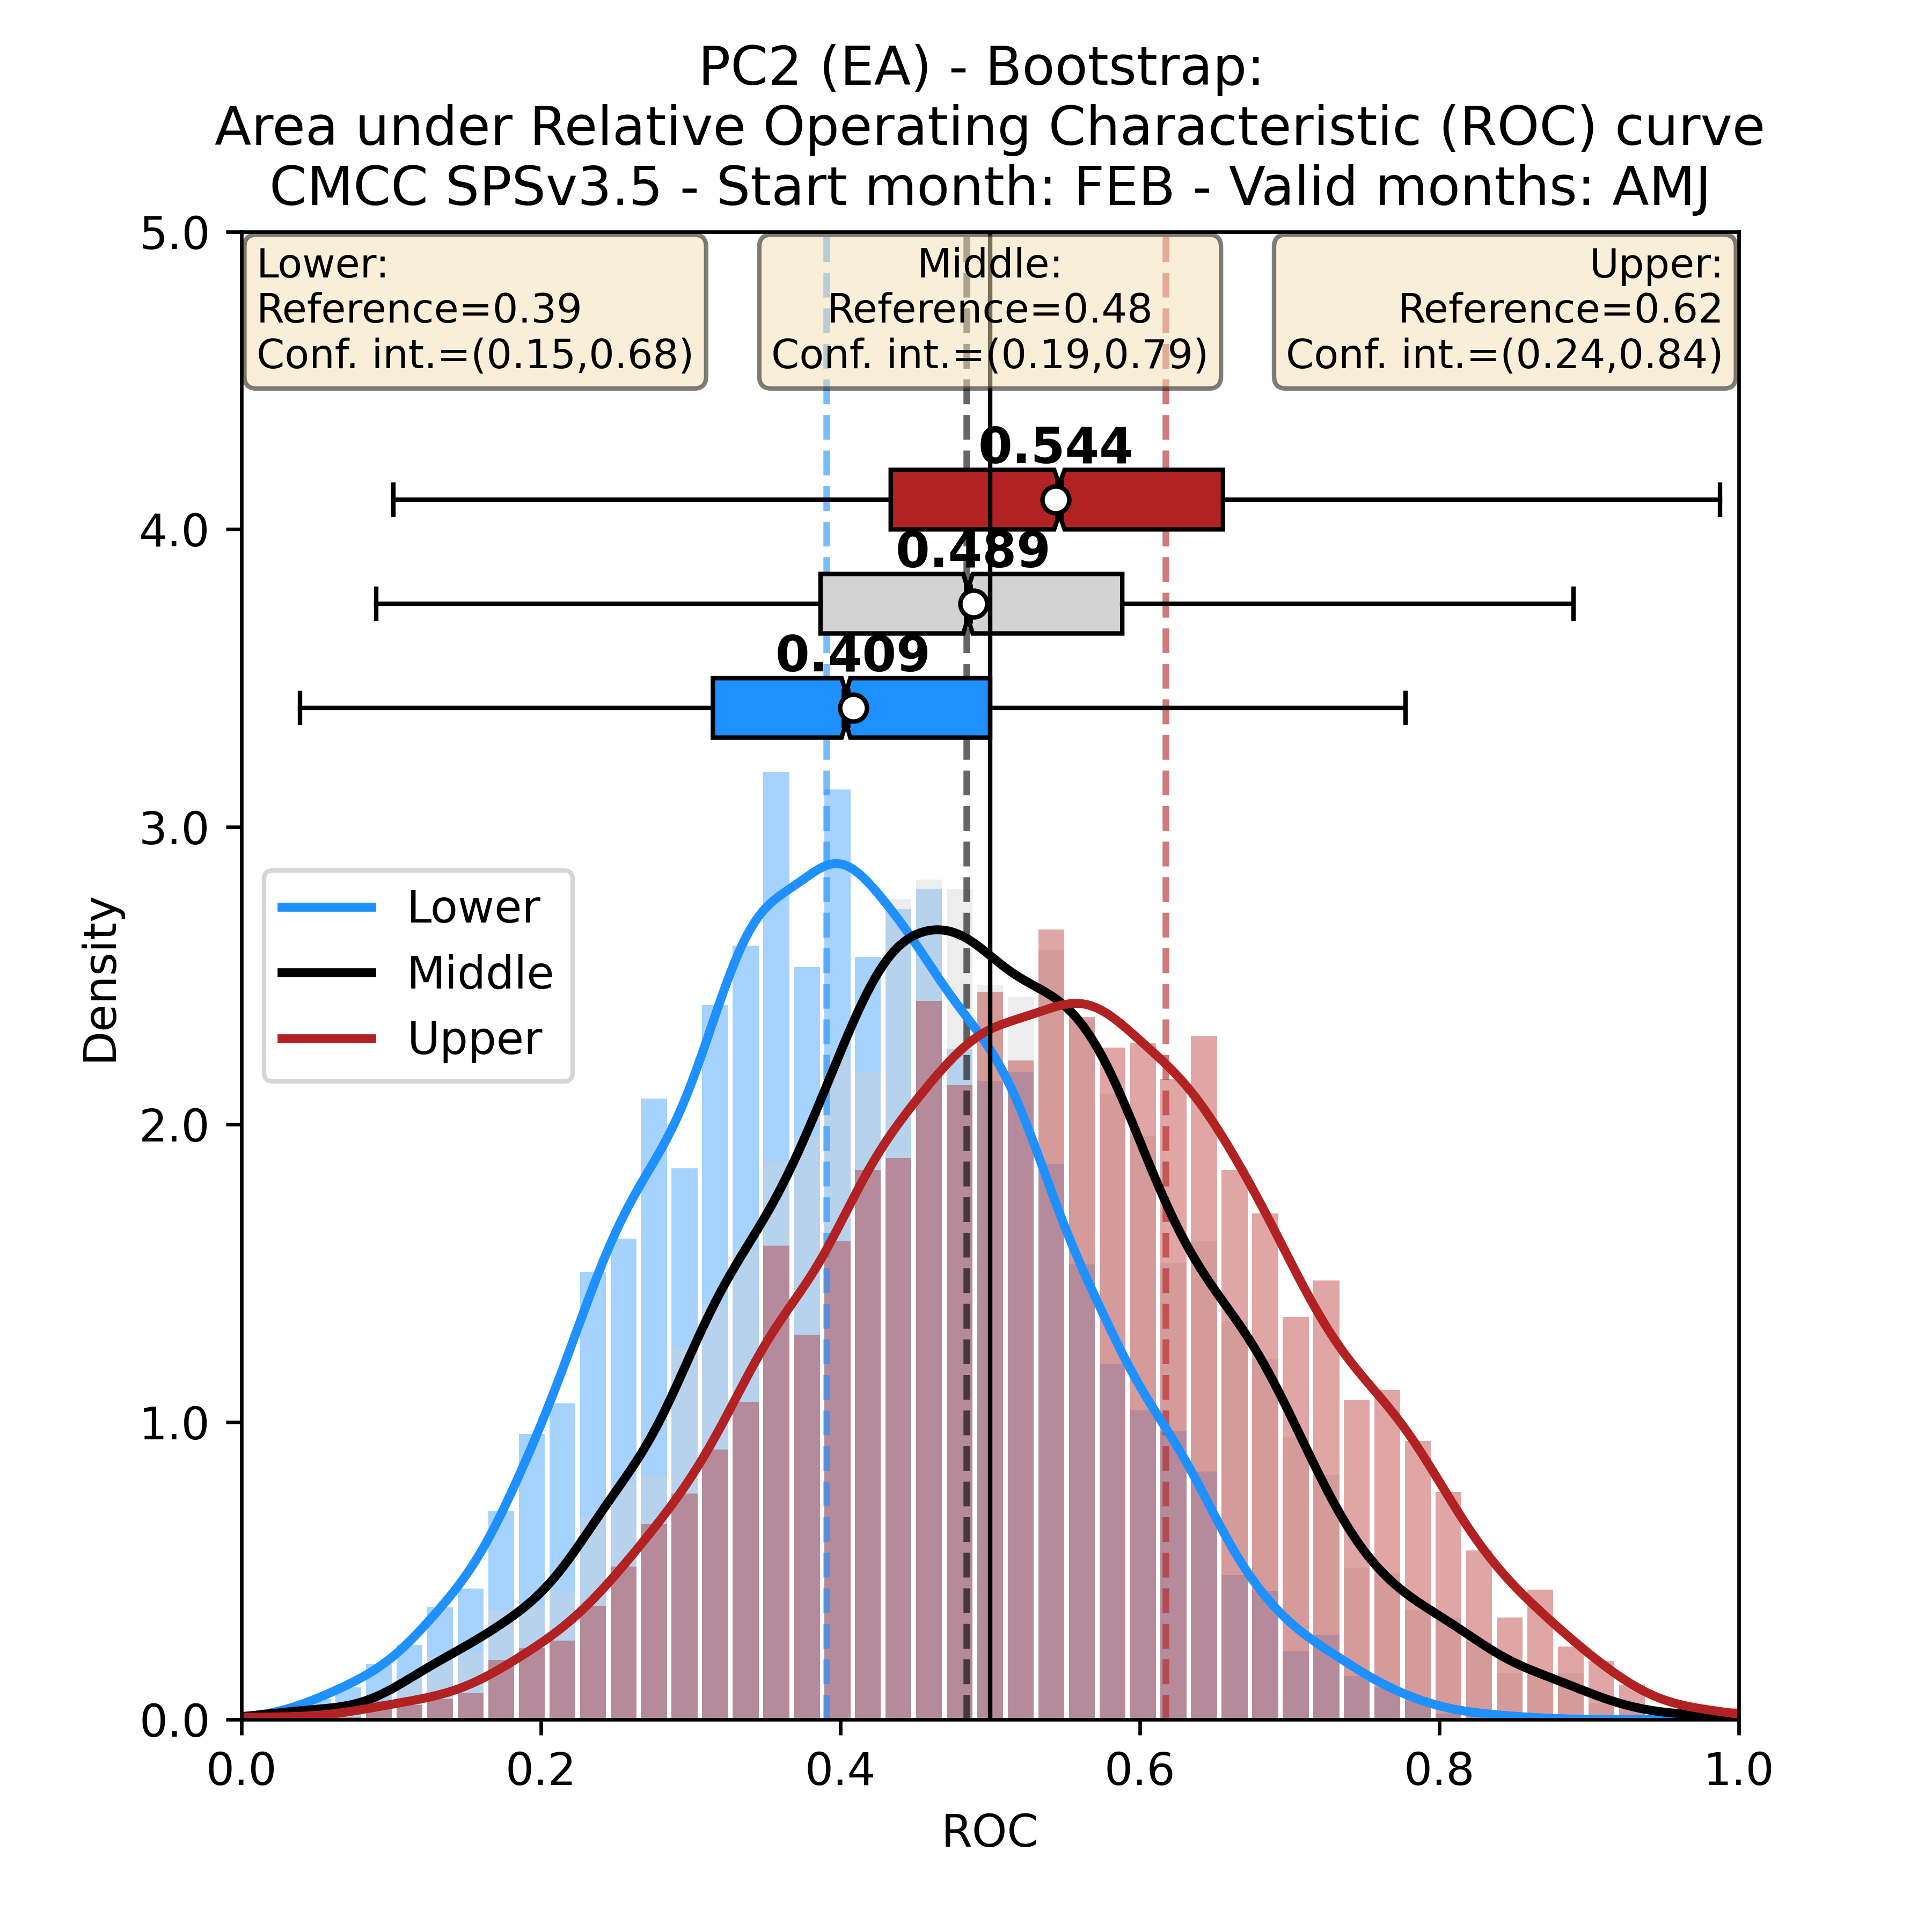 PC2 (EA) - Bootstrap:
Area under Relative Operating Characteristic (ROC) curve
CMCC SPSv3.5 - Start month: FEB - Valid months: AMJ
Lower:
Reference=0.39
Conf. int.=(0.15,0.68)
Middle:
Reference=0.48
Conf. int.=(0.19,0.79)
Upper:
Reference=0.62
Conf. int.=(0.24,0.84)
0.544
0.489
0.409
Lower
Middle
Upper
Density
5.0
4.0
3.0
2.0
1.0
0.0
0.0 0.2 0.4 0.6 0.8 1.0
ROC